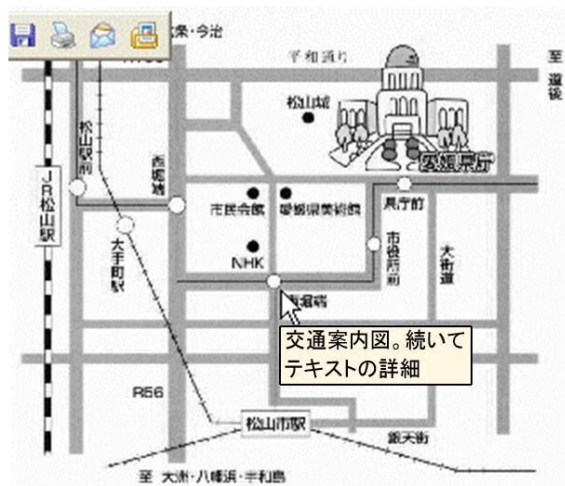 条・今治
平和通り
至 道後
松山城
愛媛県庁
松山駅前
西堀端
JR松山駅
市民会館
愛媛県美術館
県庁前
大手町駅
NHK
市役所前
大街道
南堀端
交通案内図。続いて
テキストの詳細
R56
松山市駅
銀天街
至 大洲・八幡浜・宇和島